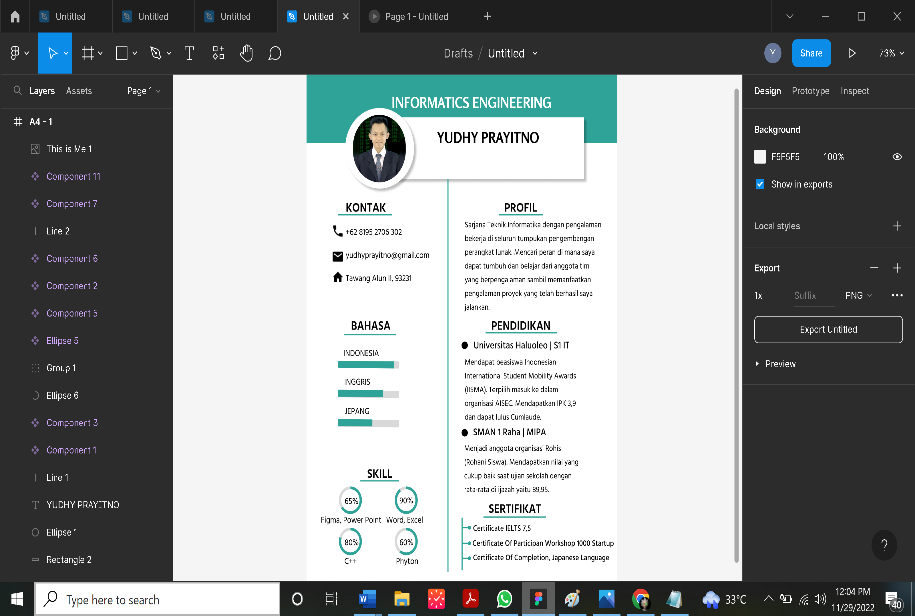 Untitled
Untitled
Untitled
Untitled
Page 1 - Untitled
Drafts / Untitled
Y
Share
73%
Layers
Assets
Page 1
A4 - 1
This is Me 1
Component 11
Component 7
Line 2
Component 6
Component 2
Component 5
Ellipse 5
Group 1
Ellipse 6
Component 3
Component 1
Line 1
YUDHY PRAYITNO
Ellipse 1
Rectangle 2
INFORMATICS ENGINEERING
YUDHY PRAYITNO
KONTAK
+62 8195 2706 302
yudhyprayitno@gmail.com
Tawang Alun II, 93231
BAHASA
INDONESIA
INGGRIS
JEPANG
SKILL
65%
90%
Figma, Power Point
Word, Excel
80%
60%
C++
Phyton
PROFIL
Sarjana Teknik Informatika dengan pengalaman
bekerja di seluruh tumpukan pengembangan
perangkat lunak. Mencari peran di mana saya
dapat tumbuh dan belajar dari anggota tim
yang berpengalaman sambil memanfaatkan
pengalaman proyek yang telah berhasil saya
jalankan.
PENDIDIKAN
Universitas Haluoleo | S1 IT
Mendapat beasiswa Indonesian
International Student Mobility Awards
(IISMA). Terpilih masuk ke dalam
organisasi AISEC. Mendapatkan IPK 3,9
dan dapat lulus Cumlaude.
SMAN 1 Raha | MIPA
Menjadi anggota organisasi Rohis
(Rohani Siswa). Mendapatkan nilai yang
cukup baik saat ujian sekolah dengan
rata-rata di ijazah yaitu 89,95.
SERTIFIKAT
Certificate IELTS 7,5
Certificate Of Participan Workshop 1000 Startup
Certificate Of Completion, Japanese Language
Design
Prototype
Inspect
Background
F5F5F5
100%
Show in exports
Local styles
Export
1x
Suffix
PNG
Export Untitled
Preview
?
Type here to search
33°C
12:04 PM
11/29/2022
40